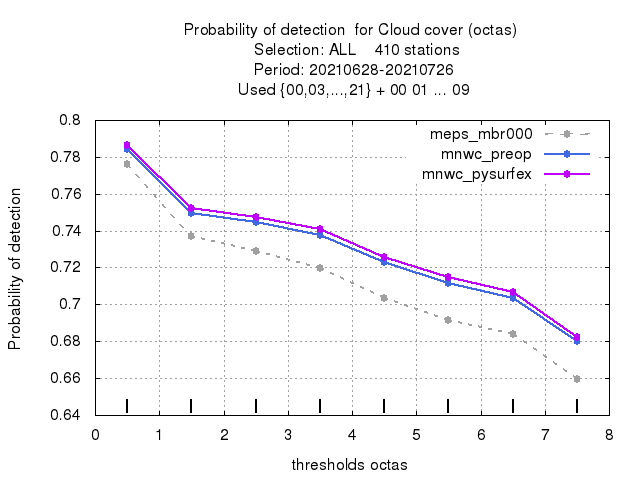 Probability of detection  for Cloud cover (octas)
Selection: ALL    410 stations
Period: 20210628-20210726
Used {00,03,...,21} + 00 01 ... 09
meps_mbr000
mnwc_preop
mnwc_pysurfex
Probability of detection
0.8
0.78
0.76
0.74
0.72
0.7
0.68
0.66
0.64
0 1 2 3 4 5 6 7 8
thresholds octas